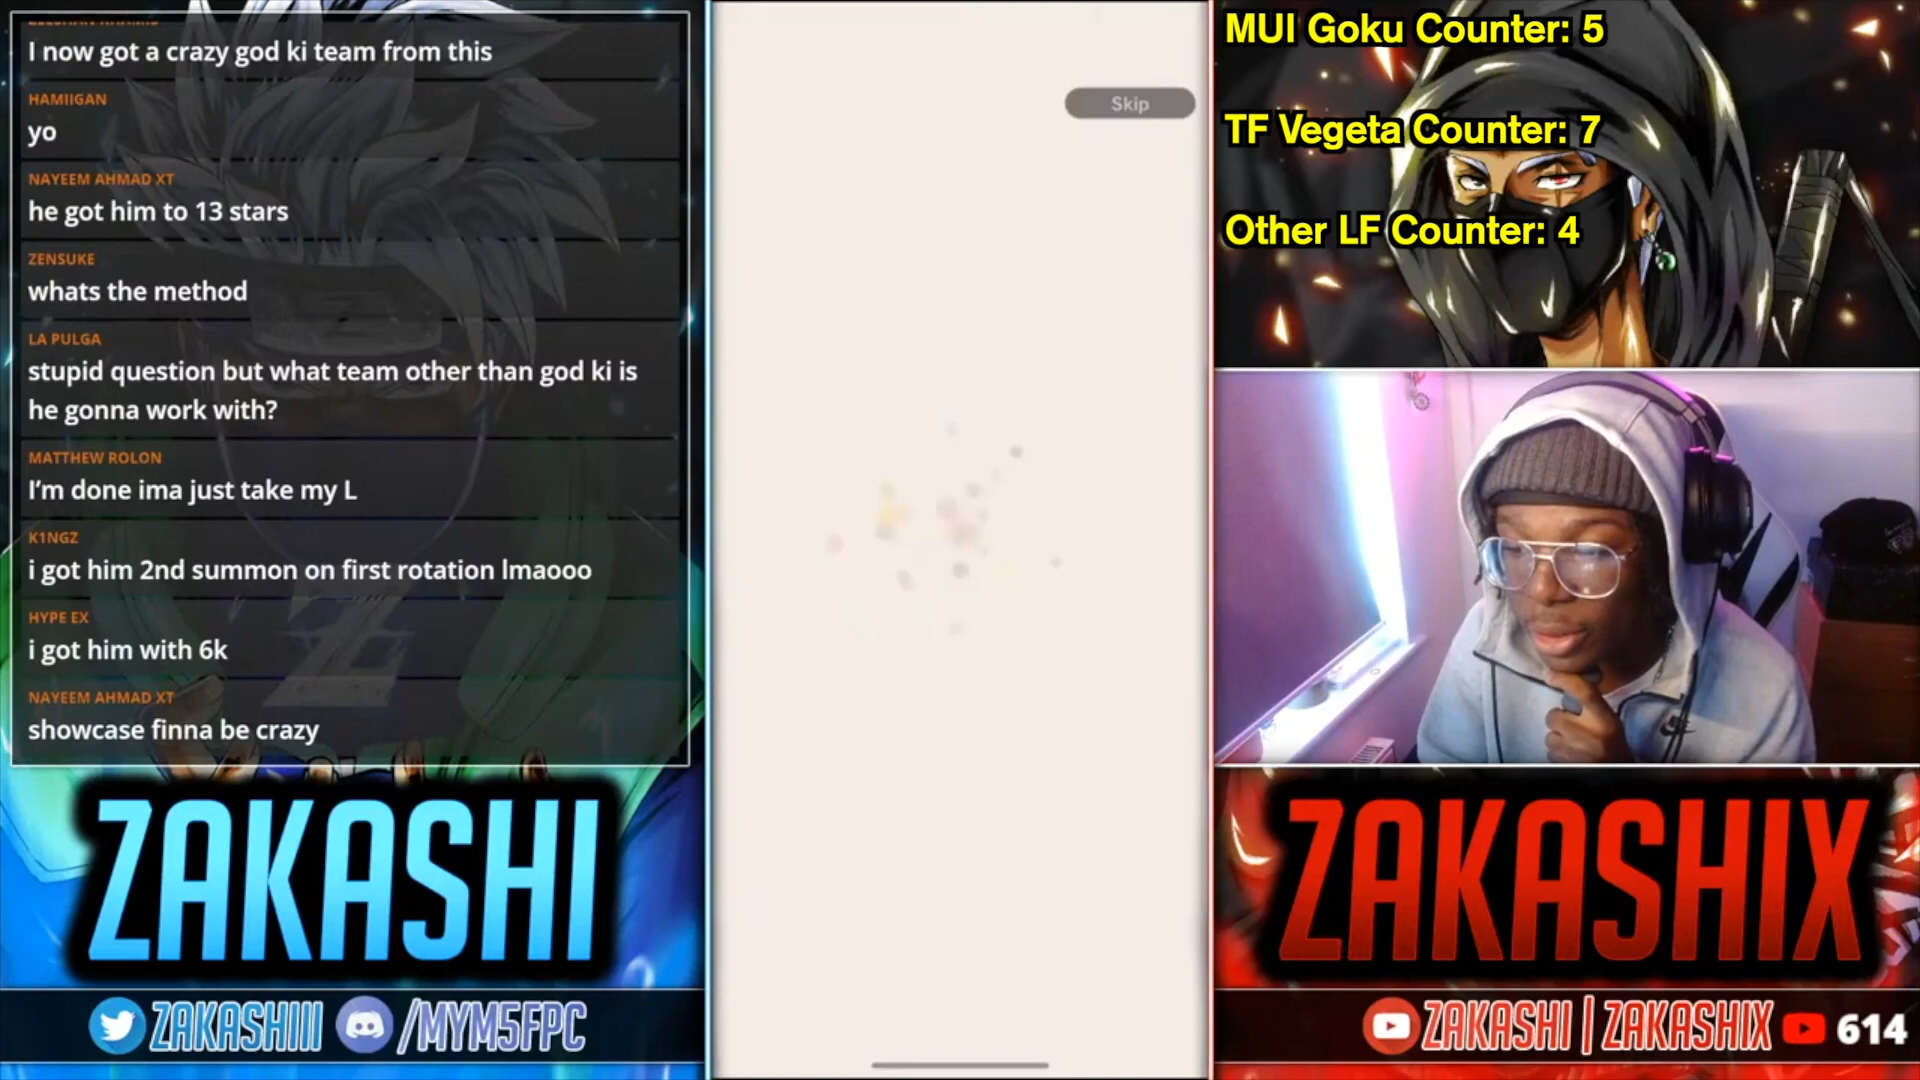 I now got a crazy god ki team from this
HAMIIGAN
yo
NAYEEM AHMAD XT
he got him to 13 stars
ZENSUKE
whats the method
LA PULGA
stupid question but what team other than god ki is
he gonna work with?
MATTHEW ROLON
I'm done ima just take my L
K1NGZ
i got him 2nd summon on first rotation lmaooo
HYPE EX
i got him with 6k
NAYEEM AHMAD XT
showcase finna be crazy
ZAKASHI
ZAKASHIII /MYM5FPC
Skip
MUI Goku Counter: 5
TF Vegeta Counter: 7
Other LF Counter: 4
ZAKASHIX
ZAKASHI | ZAKASHIX 614